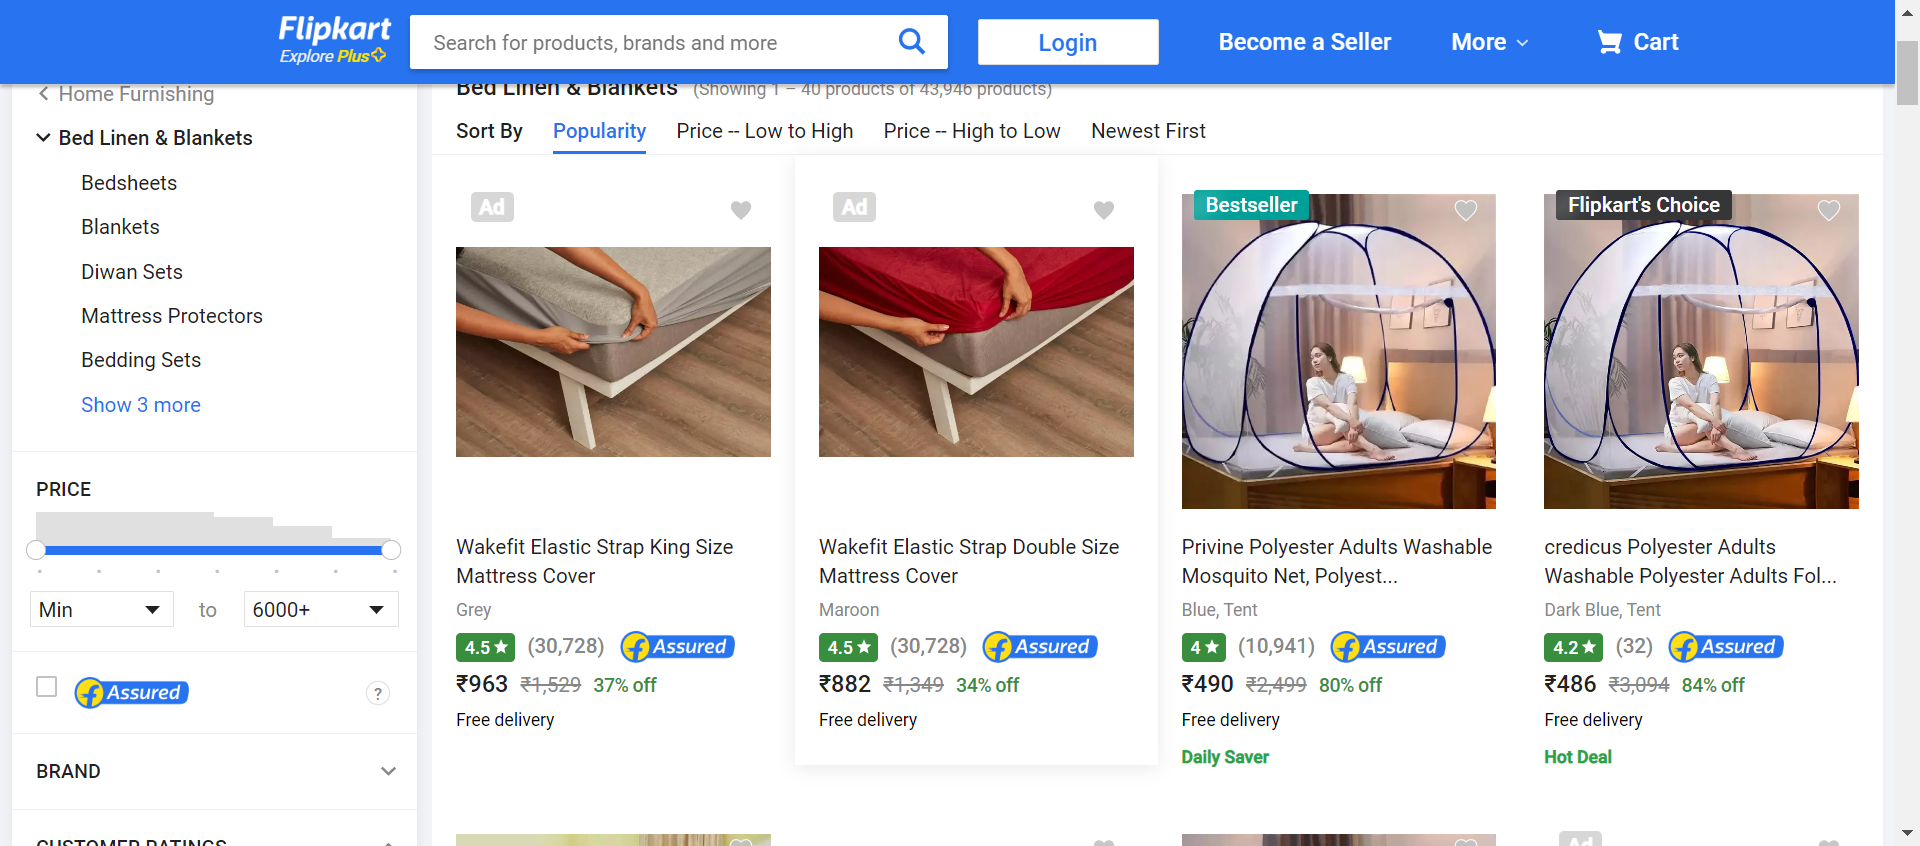 Flipkart
Explore Plus
Search for products, brands and more
Login
Become a Seller
More
Cart
Home Furnishing
Bed Linen & Blankets
Bedsheets
Blankets
Diwan Sets
Mattress Protectors
Bedding Sets
Show 3 more
PRICE
Min
to
6000+
Assured
?
BRAND
CUSTOMER RATINGS
Bed Linen & Blankets (Showing 1 – 40 products of 43,946 products)
Sort By Popularity Price -- Low to High Price -- High to Low Newest First
Ad
Wakefit Elastic Strap King Size
Mattress Cover
Grey
4.5 ★ (30,728) Assured
₹963 ₹1,529 37% off
Free delivery
Ad
Wakefit Elastic Strap Double Size
Mattress Cover
Maroon
4.5 ★ (30,728) Assured
₹882 ₹1,349 34% off
Free delivery
Bestseller
Privine Polyester Adults Washable
Mosquito Net, Polyest...
Blue, Tent
4 ★ (10,941) Assured
₹490 ₹2,499 80% off
Free delivery
Daily Saver
Flipkart's Choice
credicus Polyester Adults
Washable Polyester Adults Fol...
Dark Blue, Tent
4.2 ★ (32) Assured
₹486 ₹3,094 84% off
Free delivery
Hot Deal
Ad